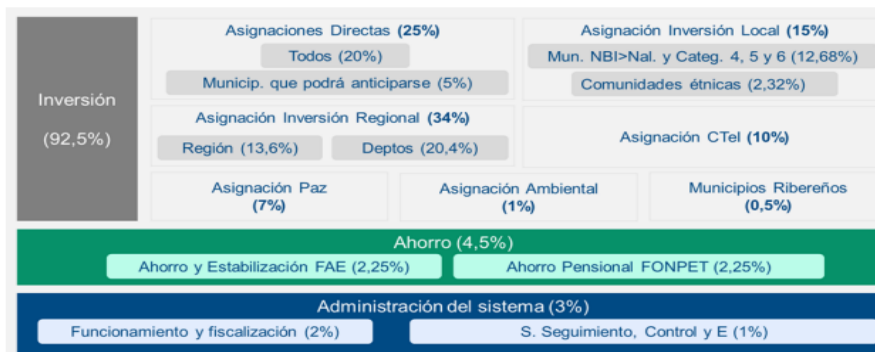 Inversión
(92,5%)
Asignaciones Directas (25%)
Todos (20%)
Municip. que podrá anticiparse (5%)
Asignación Inversión Local (15%)
Mun. NBI>Nal. y Categ. 4, 5 y 6 (12,68%)
Comunidades étnicas (2,32%)
Asignación Inversión Regional (34%)
Región (13,6%)
Deptos (20,4%)
Asignación CTel (10%)
Asignación Paz
(7%)
Asignación Ambiental
(1%)
Municipios Ribereños
(0,5%)
Ahorro (4,5%)
Ahorro y Estabilización FAE (2,25%)
Ahorro Pensional FONPET (2,25%)
Administración del sistema (3%)
Funcionamiento y fiscalización (2%)
S. Seguimiento, Control y E (1%)